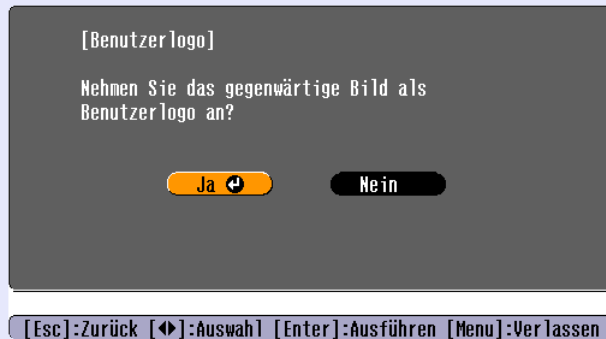 [Benutzerlogo]
Nehmen Sie das gegenwärtige Bild als
Benutzerlogo an?
Ja Nein
[Esc]:Zurück [◀▶]:Auswahl [Enter]:Ausführen [Menu]:Verlassen